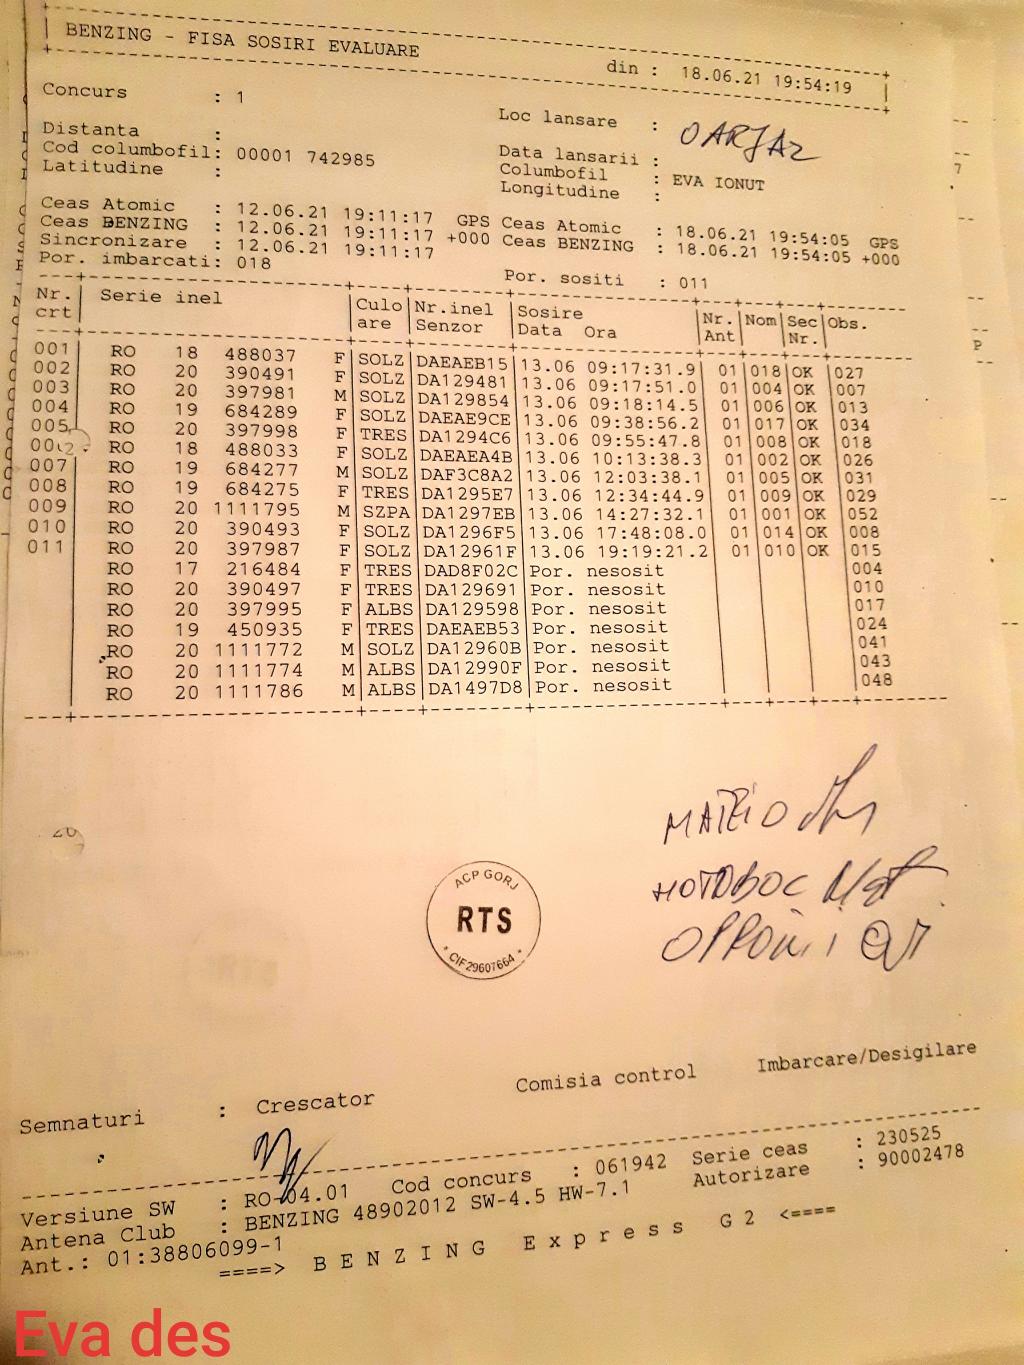 BENZING - FISA SOSIRI EVALUARE din : 18.06.21 19:54:19
Concurs : 1 Loc lansare : OARJA2
Distanta : Data lansarii :
Cod columbofil: 00001 742985 Columbofil : EVA IONUT
Latitudine : Longitudine :
Ceas Atomic : 12.06.21 19:11:17 GPS Ceas Atomic : 18.06.21 19:54:05 GPS
Ceas BENZING : 12.06.21 19:11:17 +000 Ceas BENZING : 18.06.21 19:54:05 +000
Sincronizare : 12.06.21 19:11:17
Por. imbarcati: 018 Por. sositi : 011
Nr. Serie inel Culo Nr.inel Sosire Nr. Nom Sec Obs.
crt are Senzor Data Ora Ant Nr.
001 RO 18 488037 F SOLZ DAEAEB15 13.06 09:17:31.9 01 018 OK 027
002 RO 20 390491 F SOLZ DA129481 13.06 09:17:51.0 01 004 OK 007
003 RO 20 397981 M SOLZ DA129854 13.06 09:18:14.5 01 006 OK 013
004 RO 19 684289 F SOLZ DAEAE9CE 13.06 09:38:56.2 01 017 OK 034
005 RO 20 397998 F TRES DA1294C6 13.06 09:55:47.8 01 008 OK 018
RO 18 488033 F SOLZ DAEAEA4B 13.06 10:13:38.3 01 002 OK 026
007 RO 19 684277 M SOLZ DAF3C8A2 13.06 12:03:38.1 01 005 OK 031
008 RO 19 684275 F TRES DA1295E7 13.06 12:34:44.9 01 009 OK 029
009 RO 20 1111795 M SZPA DA1297EB 13.06 14:27:32.1 01 001 OK 052
010 RO 20 390493 F SOLZ DA1296F5 13.06 17:48:08.0 01 014 OK 008
011 RO 20 397987 F SOLZ DA12961F 13.06 19:19:21.2 01 010 OK 015
RO 17 216484 F TRES DAD8F02C Por. nesosit 004
RO 20 390497 F TRES DA129691 Por. nesosit 010
RO 20 397995 F ALBS DA129598 Por. nesosit 017
RO 19 450935 F TRES DAEAEB53 Por. nesosit 024
RO 20 1111772 M SOLZ DA12960B Por. nesosit 041
RO 20 1111774 M ALBS DA12990F Por. nesosit 043
RO 20 1111786 M ALBS DA1497D8 Por. nesosit 048
ACP GORJ
RTS
* CIF29607664 *
Semnaturi : Crescator Comisia control Imbarcare/Desigilare
Versiune SW : RO-04.01 Cod concurs : 061942 Serie ceas : 230525
Antena Club : BENZING 48902012 SW-4.5 HW-7.1 Autorizare : 90002478
Ant.: 01:38806099-1
====> BENZING Express G2 <====
Eva des